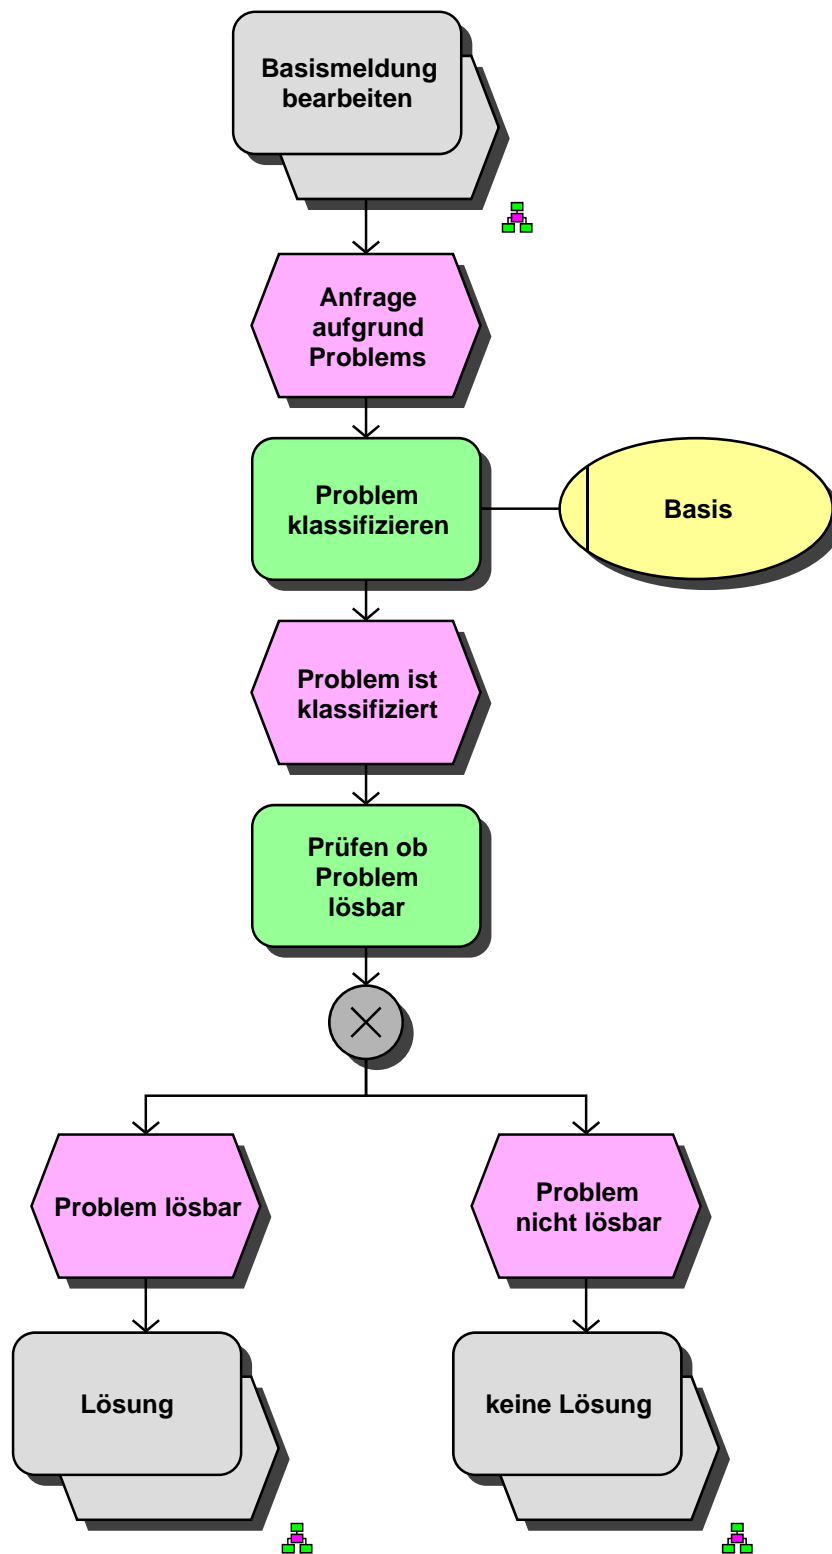 Basismeldung
bearbeiten
Anfrage
aufgrund
Problems
Problem
klassifizieren
Basis
Problem ist
klassifiziert
Prüfen ob
Problem
lösbar
Problem lösbar
Problem
nicht lösbar
Lösung
keine Lösung